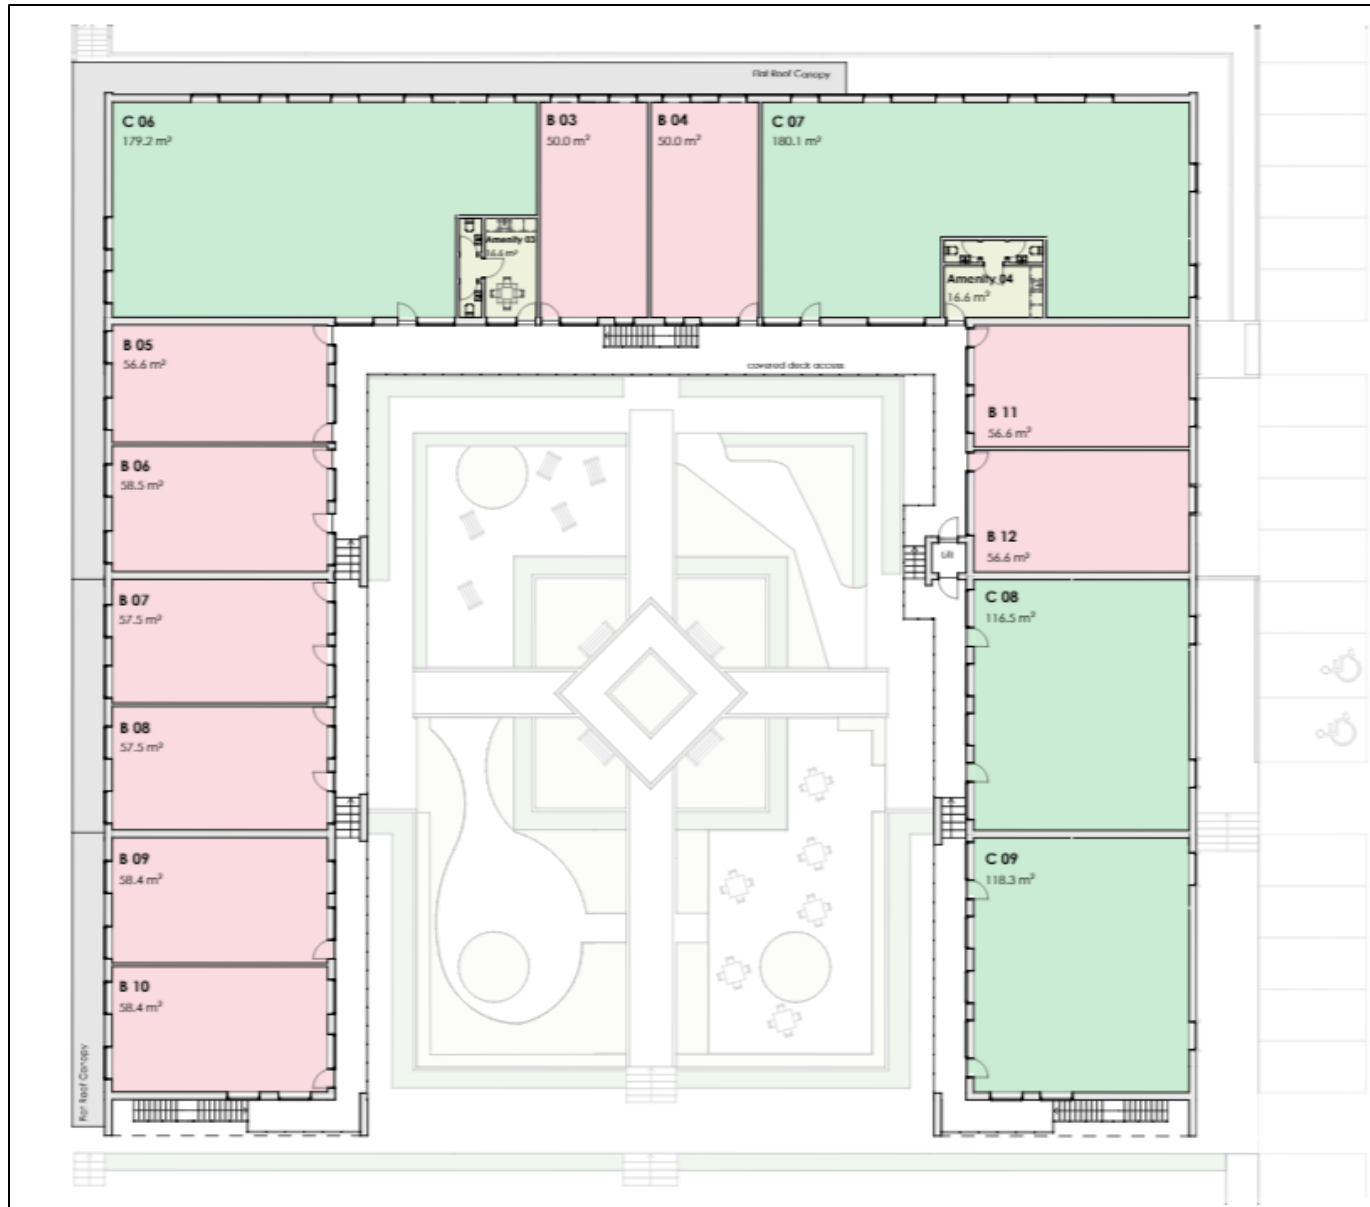 Flat Roof Canopy
C 06
179.2 m²
B 03
50.0 m²
B 04
50.0 m²
C 07
180.1 m²
Amenity 03
16.6 m²
Amenity 04
16.6 m²
covered deck access
B 05
56.6 m²
B 11
56.6 m²
B 06
58.5 m²
B 12
56.6 m²
Lift
B 07
57.5 m²
C 08
116.5 m²
B 08
57.5 m²
B 09
58.4 m²
C 09
118.3 m²
B 10
58.4 m²
Flat Roof Canopy